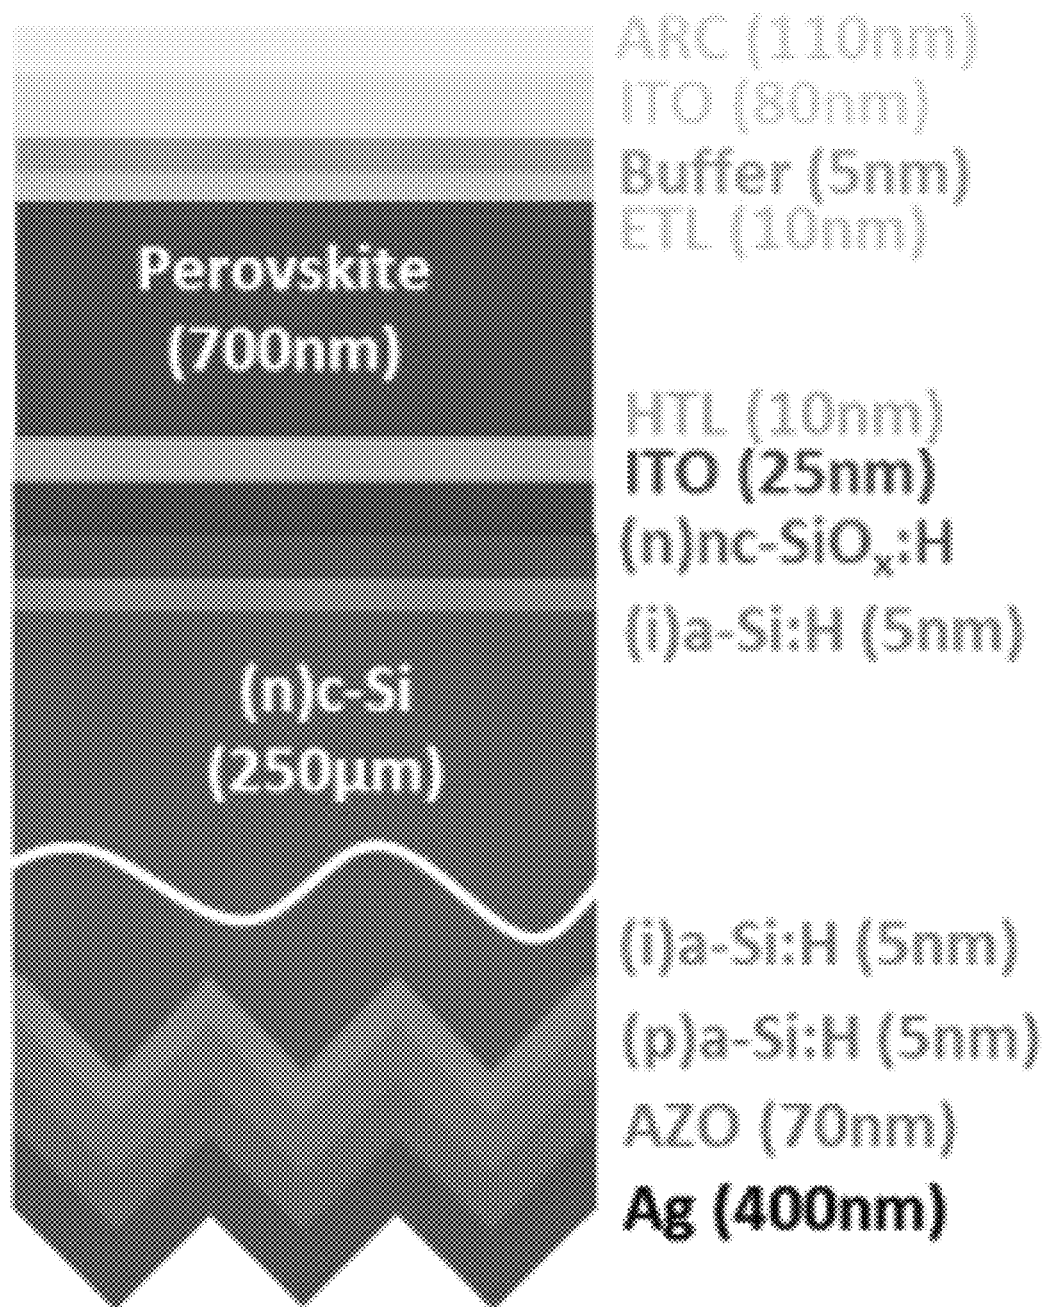 ARC (110nm)
ITO (80nm)
Buffer (5nm)
ETL (10nm)
Perovskite
(700nm)
HTL (10nm)
ITO (25nm)
(n)nc-SiOₓ:H
(i)a-Si:H (5nm)
(n)c-Si
(250µm)
(i)a-Si:H (5nm)
(p)a-Si:H (5nm)
AZO (70nm)
Ag (400nm)